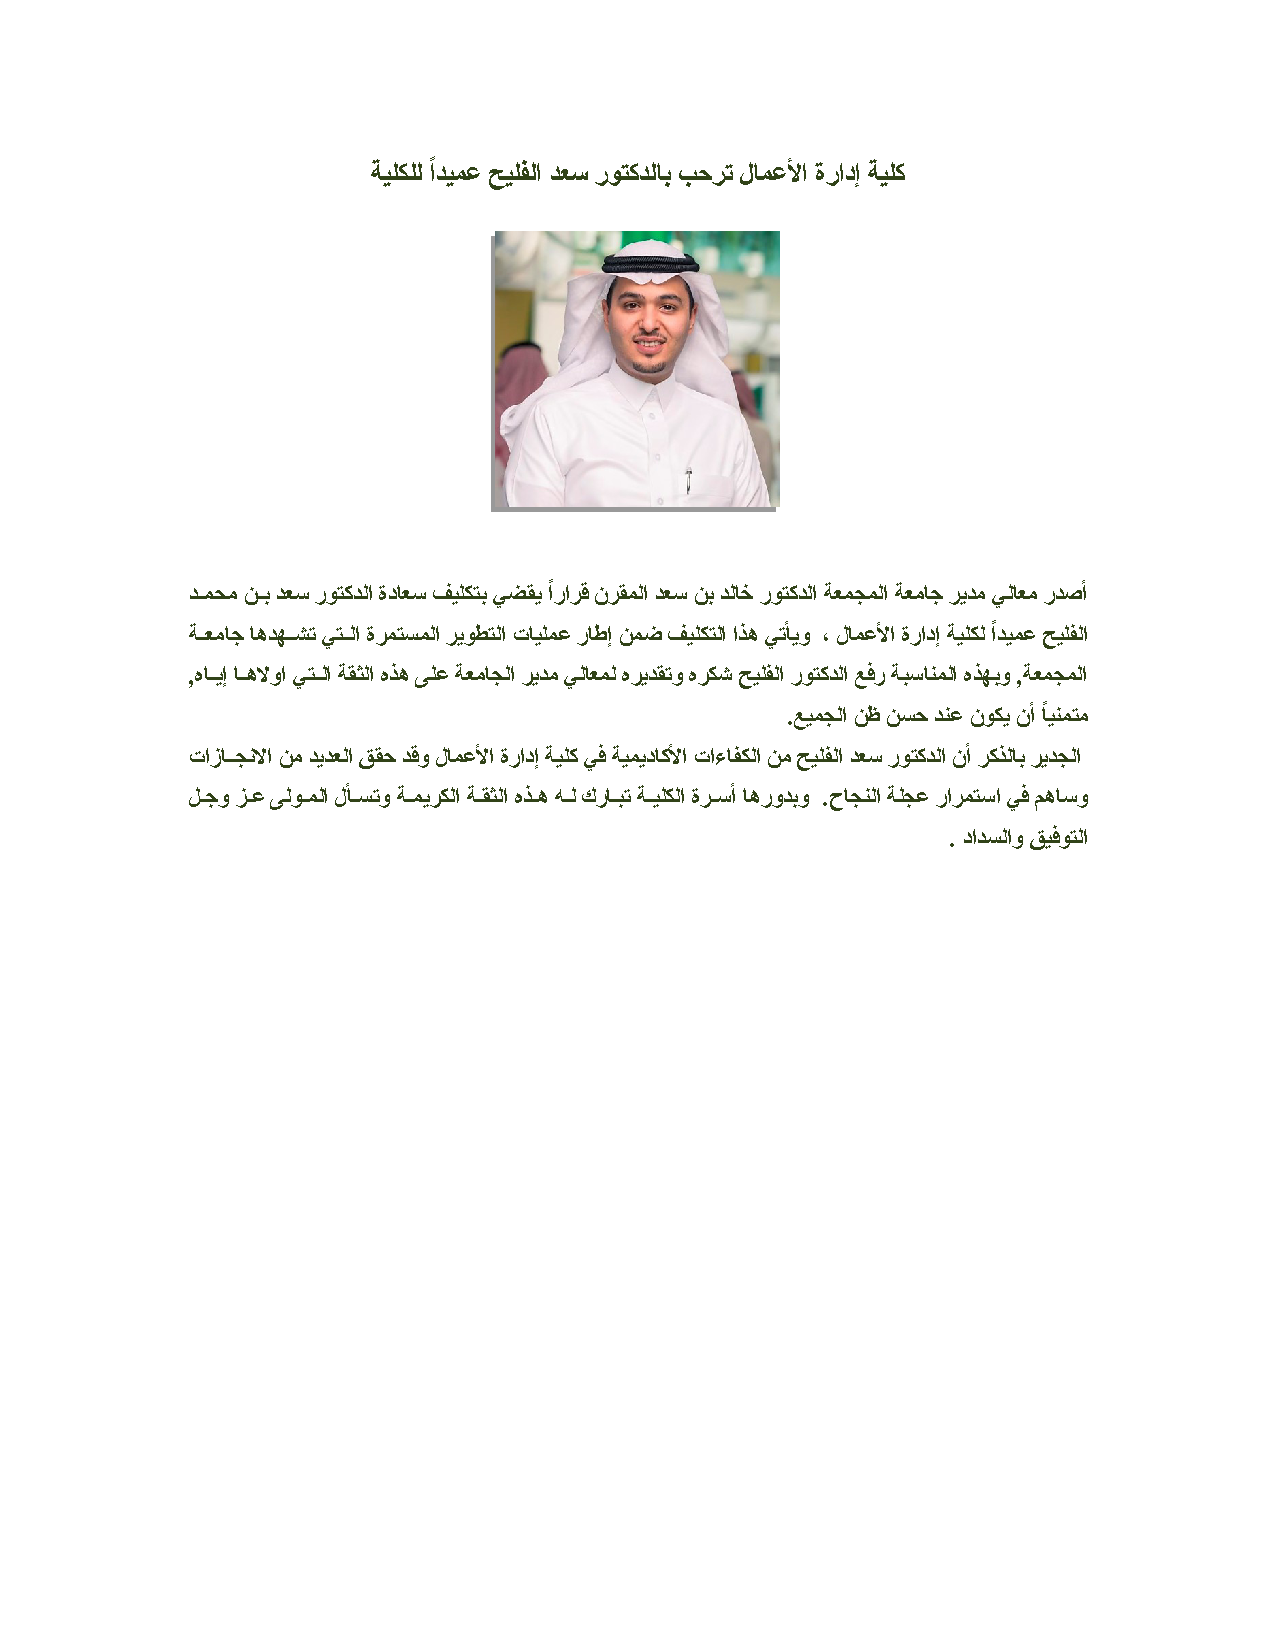 كلية إدارة الأعمال ترحب بالدكتور سعد الفليح عميداً للكلية
أصدر معالي مدير جامعة المجمعة الدكتور خالد بن سعد المقرن قراراً يقضي بتكليف سعادة الدكتور سعد بن محمد
الفليح عميداً لكلية إدارة الأعمال ، ويأتي هذا التكليف ضمن إطار عمليات التطوير المستمرة التي تشهدها جامعة
المجمعة, وبهذه المناسبة رفع الدكتور الفليح شكره وتقديره لمعالي مدير الجامعة على هذه الثقة التي اولاها إياه,
متمنياً أن يكون عند حسن ظن الجميع.
الجدير بالذكر أن الدكتور سعد الفليح من الكفاءات الأكاديمية في كلية إدارة الأعمال وقد حقق العديد من الانجازات
وساهم في استمرار عجلة النجاح. وبدورها أسرة الكلية تبارك له هذه الثقة الكريمة وتسأل المولى عز وجل
التوفيق والسداد .